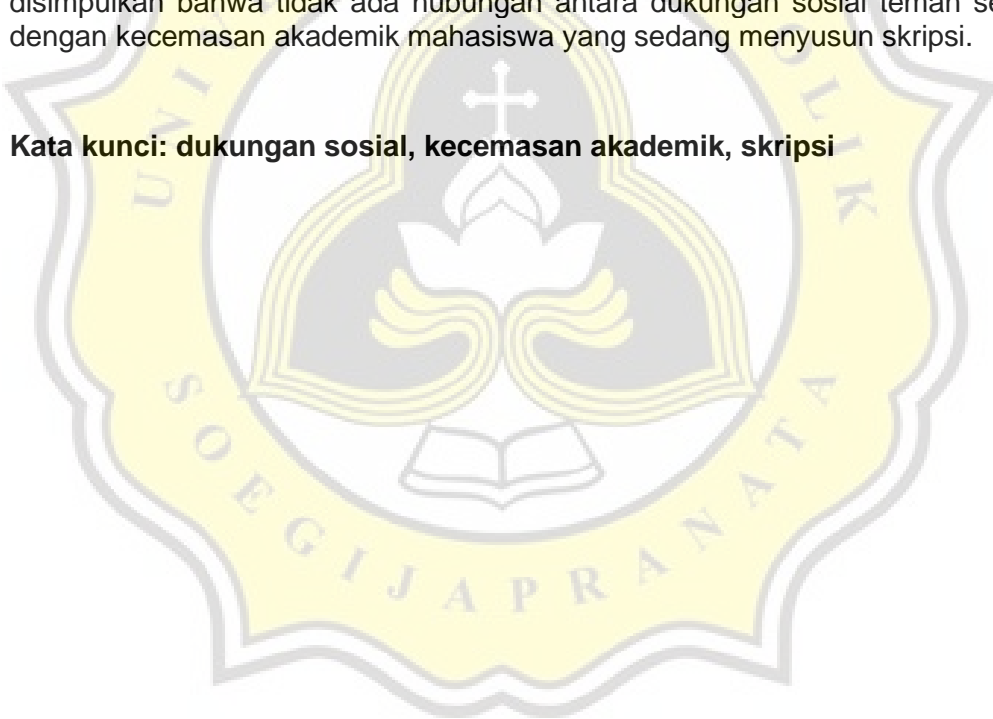 disimpulkan bahwa tidak ada hubungan antara dukungan sosial teman
dengan kecemasan akademik mahasiswa yang sedang menyusun skripsi.
Kata kunci: dukungan sosial, kecemasan akademik, skripsi
SOEGIJAPRANATA